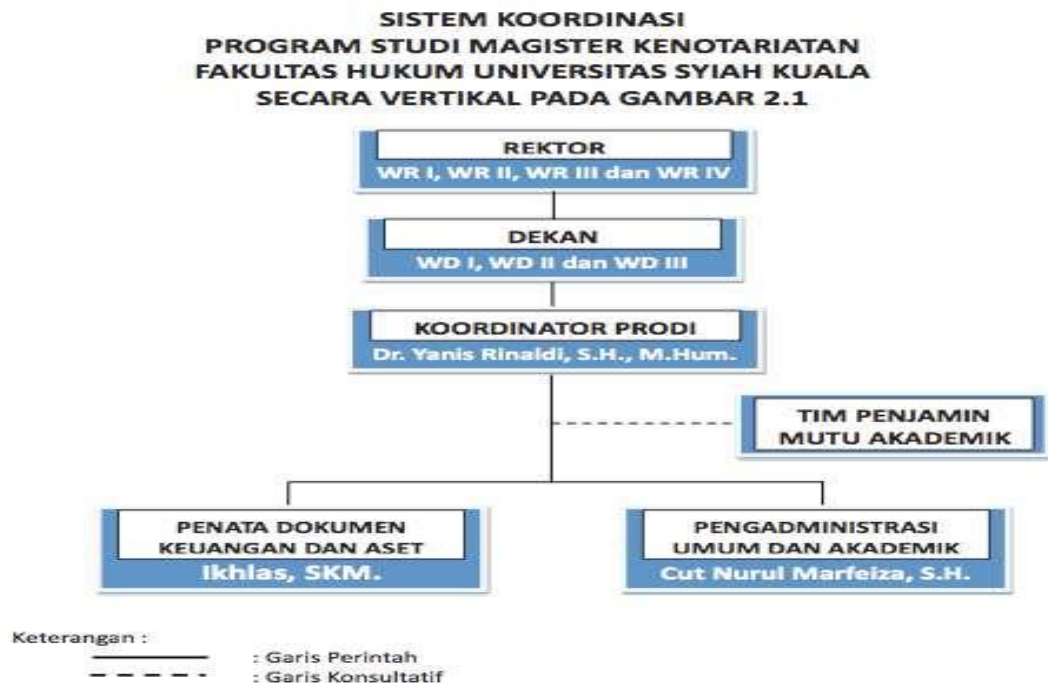 SISTEM KOORDINASI
PROGRAM STUDI MAGISTER KENOTARIATAN
FAKULTAS HUKUM UNIVERSITAS SYIAH KUALA
SECARA VERTIKAL PADA GAMBAR 2.1
REKTOR
WR I, WR II, WR III dan WR IV
DEKAN
WD I, WD II dan WD III
KOORDINATOR PRODI
Dr. Yanis Rinaldi, S.H., M.Hum.
TIM PENJAMIN
MUTU AKADEMIK
PENATA DOKUMEN
KEUANGAN DAN ASET
Ikhlas, SKM.
PENGADMINISTRASI
UMUM DAN AKADEMIK
Cut Nurul Marfeiza, S.H.
Keterangan :
: Garis Perintah
: Garis Konsultatif